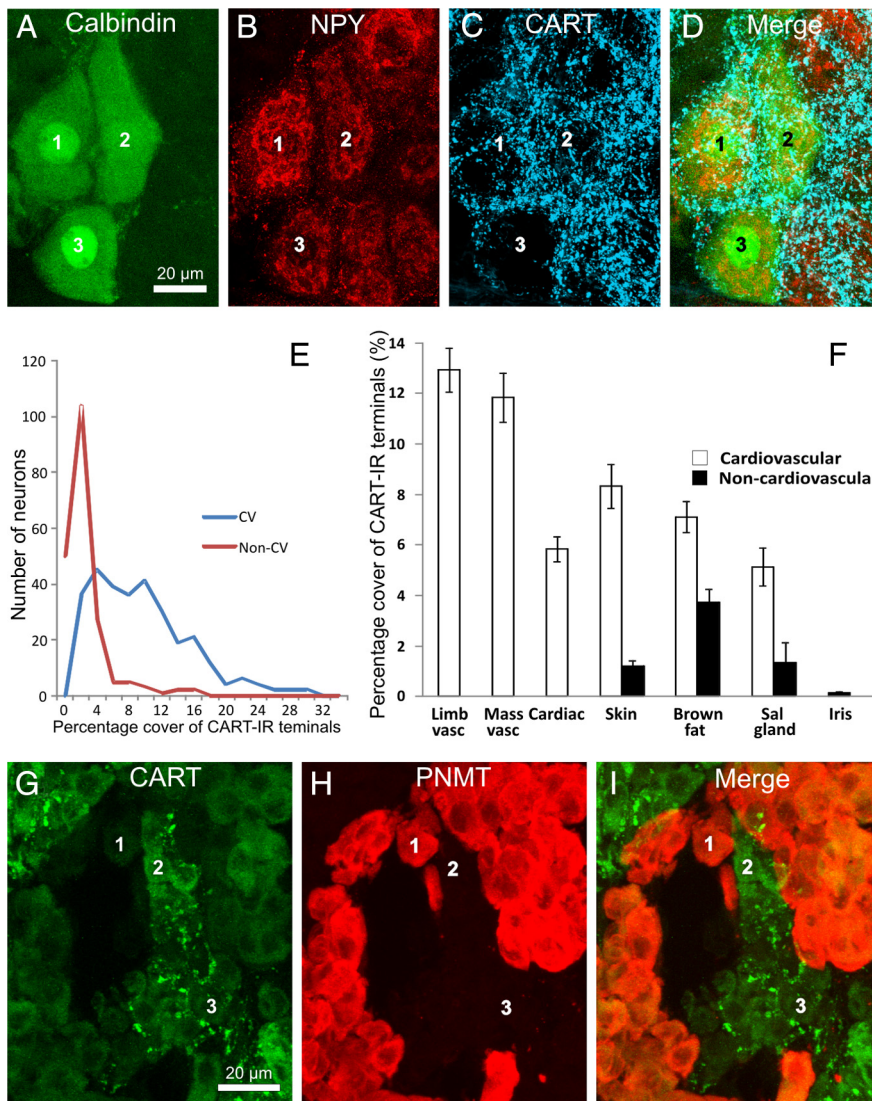 A Calbindin
B NPY
C CART
D Merge
1
2
3
20 µm
1
2
3
1
2
3
1
2
3
E
120
100
80
60
40
20
0
Number of neurons
CV
Non-CV
0 4 8 12 16 20 24 28 32
Percentage cover of CART-IR teminals
F
14
12
10
8
6
4
2
0
Percentage cover of CART-IR terminals (%)
Cardiovascular
Non-cardiovascula
Limb
vasc
Mass
vasc
Cardiac
Skin
Brown
fat
Sal
gland
Iris
G CART
H PNMT
I Merge
1
2
3
20 µm
1
2
3
1
2
3